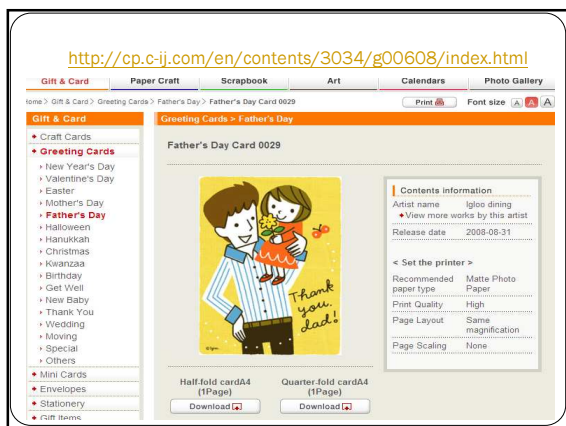 http://cp.c-ij.com/en/contents/3034/g00608/index.html
Gift & Card Paper Craft Scrapbook Art Calendars Photo Gallery
Home > Gift & Card > Greeting Cards > Father's Day > Father's Day Card 0029 Print Font size A A A
Gift & Card
Craft Cards
Greeting Cards
New Year's Day
Valentine's Day
Easter
Mother's Day
Father's Day
Halloween
Hanukkah
Christmas
Kwanzaa
Birthday
Get Well
New Baby
Thank You
Wedding
Moving
Special
Others
Mini Cards
Envelopes
Stationery
Gift Items
Greeting Cards > Father's Day
Father's Day Card 0029
Thank
you,
dad!
Half-fold cardA4
(1Page)
Download
Quarter-fold cardA4
(1Page)
Download
Contents information
Artist name Igloo dining
View more works by this artist
Release date 2008-08-31
< Set the printer >
Recommended paper type Matte Photo Paper
Print Quality High
Page Layout Same magnification
Page Scaling None